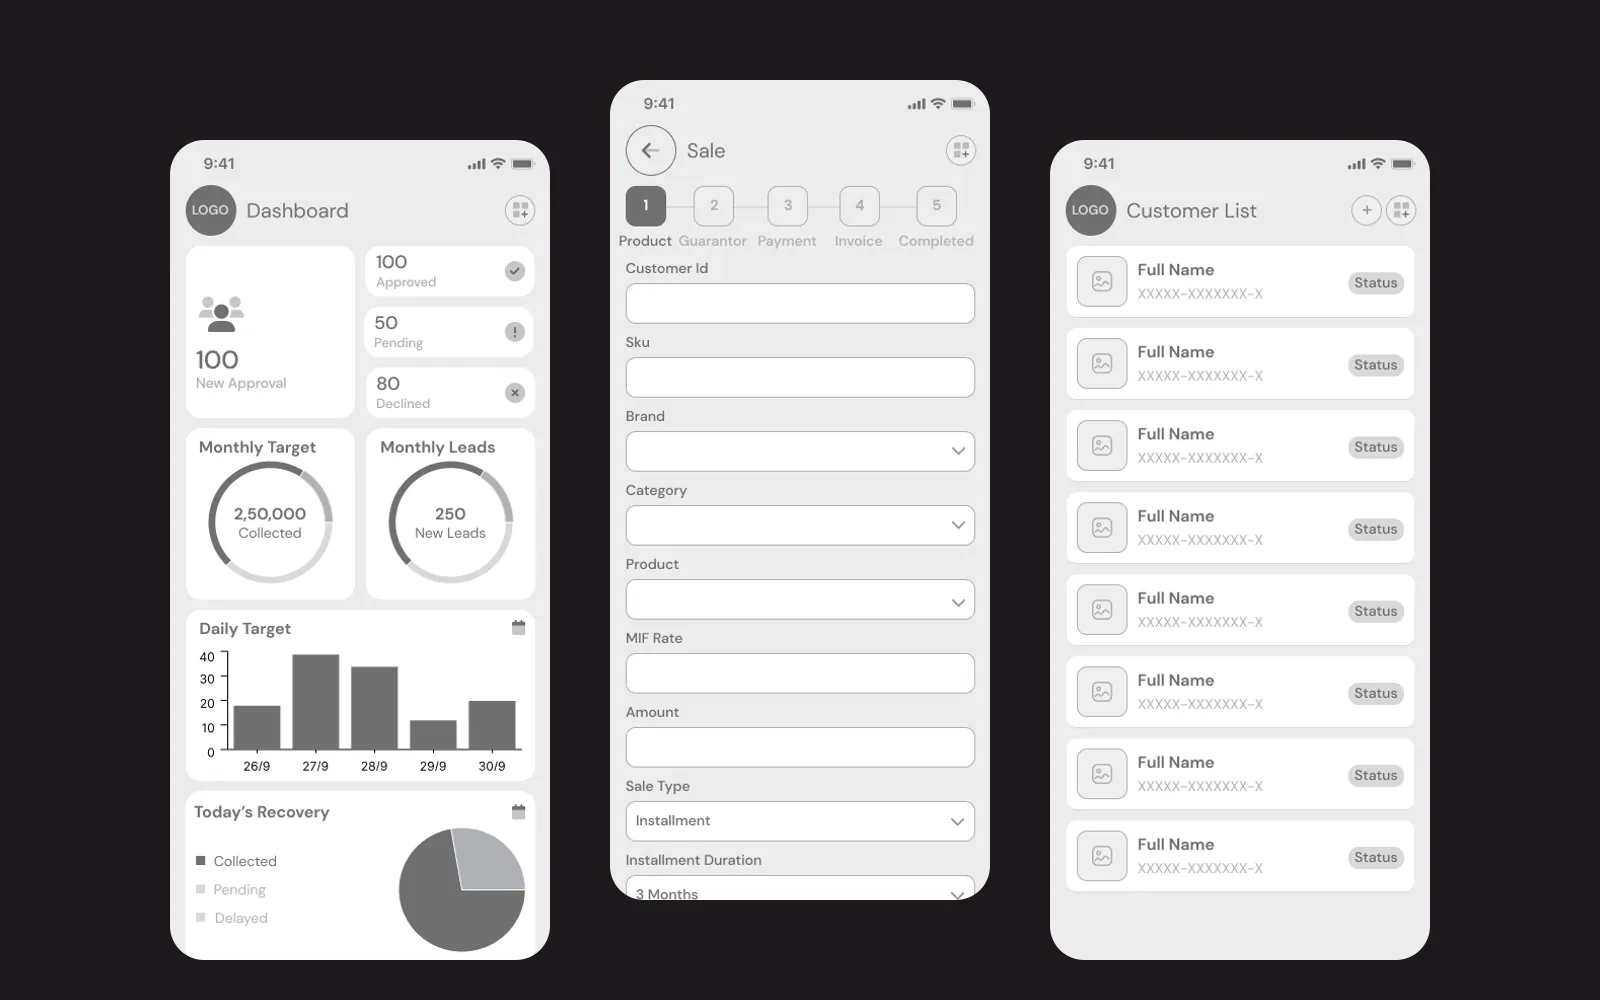 9:41
LOGO Dashboard
100
New Approval
100
Approved
50
Pending
80
Declined
Monthly Target
2,50,000
Collected
Monthly Leads
250
New Leads
Daily Target
40
30
20
10
0
26/9 27/9 28/9 29/9 30/9
Today's Recovery
Collected
Pending
Delayed
9:41
Sale
1 2 3 4 5
Product Guarantor Payment Invoice Completed
Customer Id
Sku
Brand
Category
Product
MIF Rate
Amount
Sale Type
Installment
Installment Duration
3 Months
9:41
LOGO Customer List
Full Name
XXXXX-XXXXXXX-X
Status
Full Name
XXXXX-XXXXXXX-X
Status
Full Name
XXXXX-XXXXXXX-X
Status
Full Name
XXXXX-XXXXXXX-X
Status
Full Name
XXXXX-XXXXXXX-X
Status
Full Name
XXXXX-XXXXXXX-X
Status
Full Name
XXXXX-XXXXXXX-X
Status
Full Name
XXXXX-XXXXXXX-X
Status